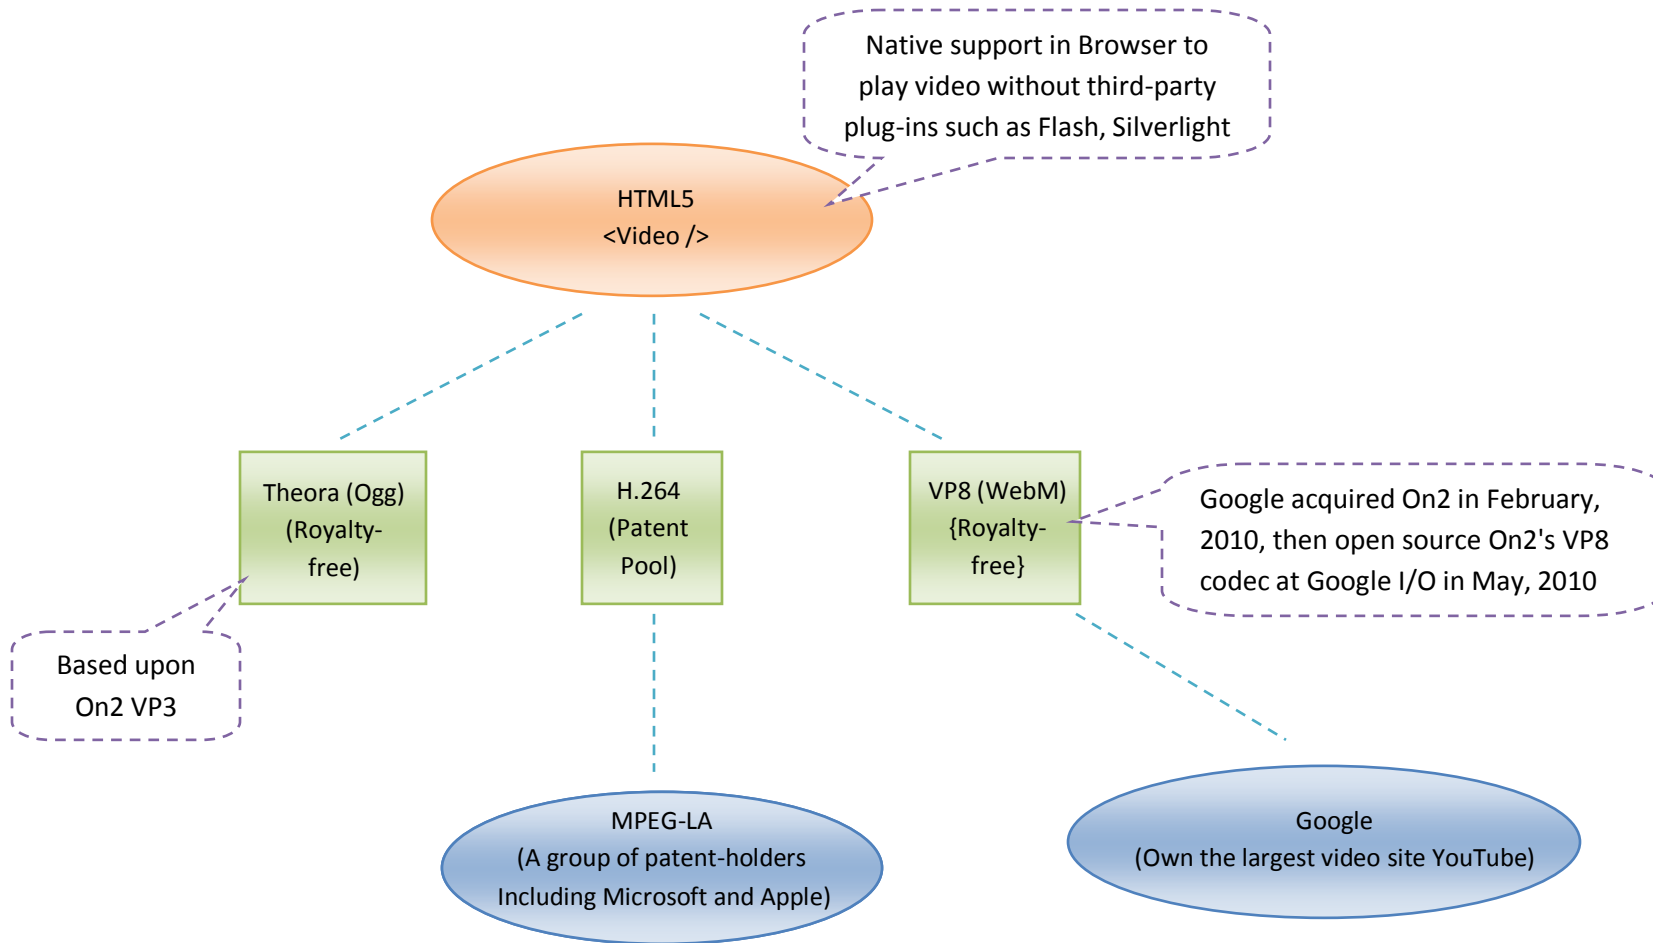 Native support in Browser to
play video without third-party
plug-ins such as Flash, Silverlight
HTML5
<Video />
Theora (Ogg)
(Royalty-
free)
H.264
(Patent
Pool)
VP8 (WebM)
{Royalty-
free}
Google acquired On2 in February,
2010, then open source On2's VP8
codec at Google I/O in May, 2010
Based upon
On2 VP3
MPEG-LA
(A group of patent-holders
Including Microsoft and Apple)
Google
(Own the largest video site YouTube)